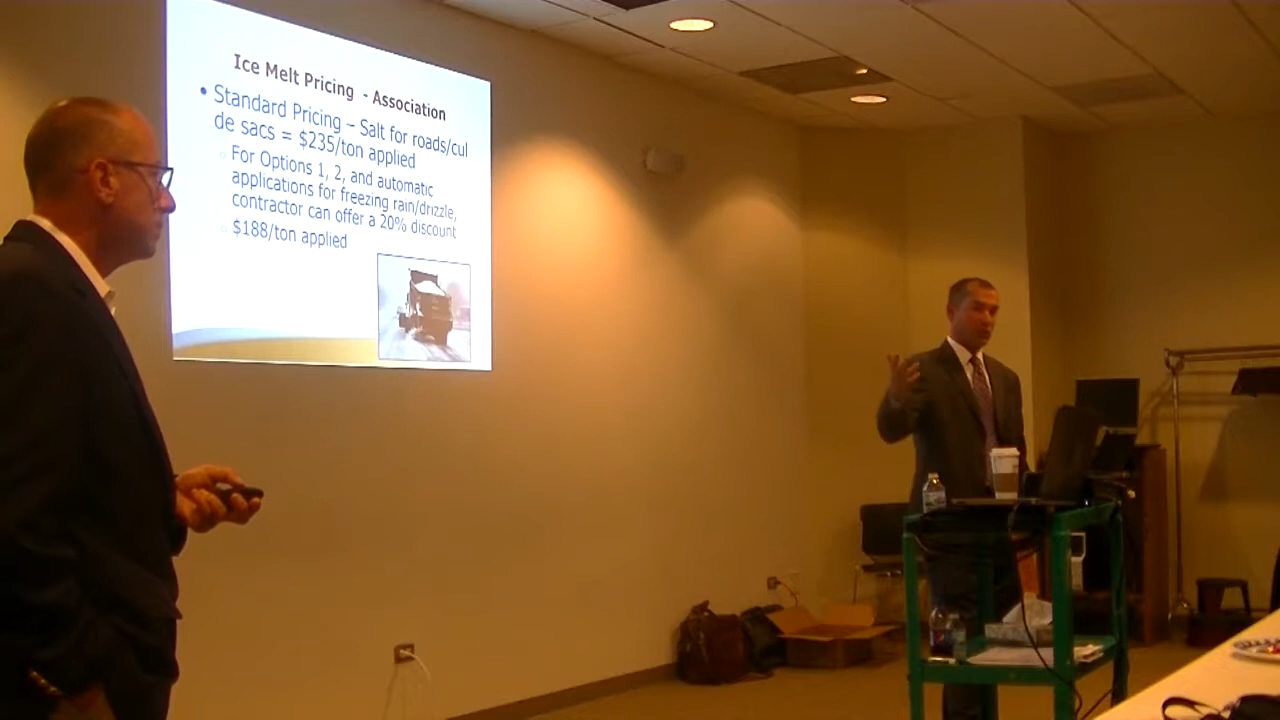 Ice Melt Pricing - Association
• Standard Pricing – Salt for roads/cul
de sacs = $235/ton applied
For Options 1, 2, and automatic
applications for freezing rain/drizzle,
contractor can offer a 20% discount
$188/ton applied